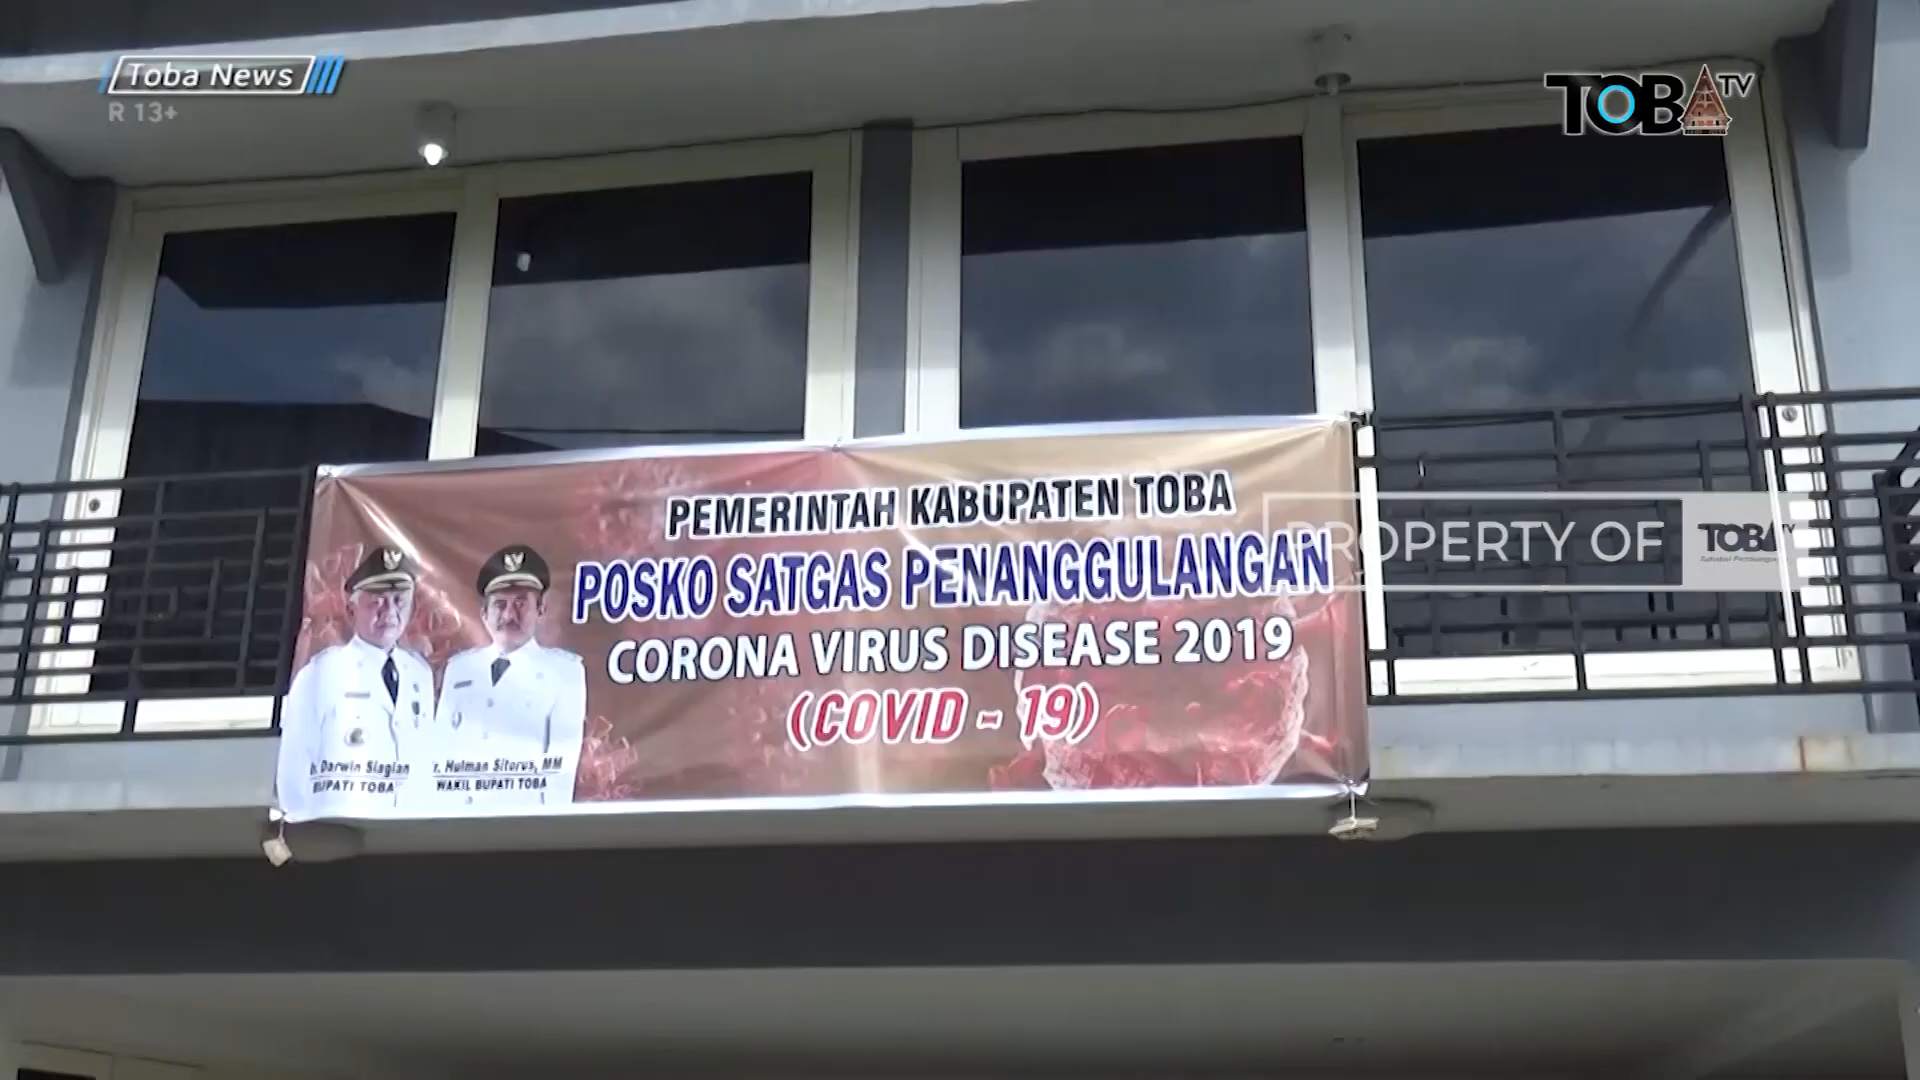 Toba News
R 13+
TOBA TV
PEMERINTAH KABUPATEN TOBA
POSKO SATGAS PENANGGULANGAN
CORONA VIRUS DISEASE 2019
(COVID - 19)
PROPERTY OF TOBA TV
Darwin Siagian
BUPATI TOBA
r. Hulman Sitorus, MM
WAKIL BUPATI TOBA